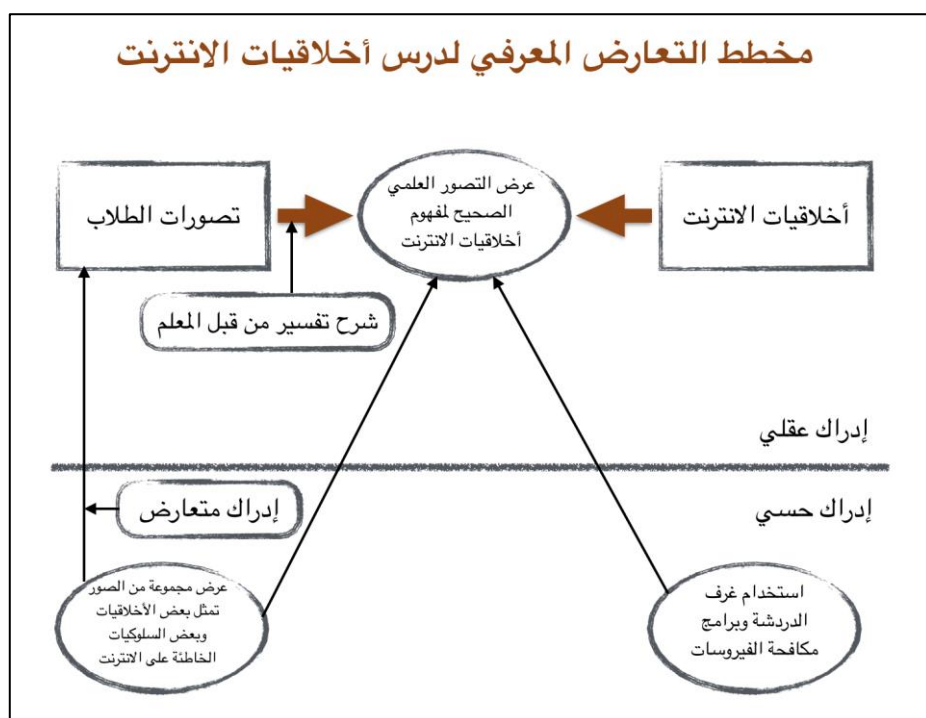 مخطط التعارض المعرفي لدرس أخلاقيات الانترنت
أخلاقيات الانترنت
عرض التصور العلمي
الصحيح لمفهوم
أخلاقيات الانترنت
تصورات الطلاب
شرح تفسير من قبل المعلم
إدراك عقلي
إدراك حسي
إدراك متعارض
استخدام غرف
الدردشة وبرامج
مكافحة الفيروسات
عرض مجموعة من الصور
تمثل بعض الأخلاقيات
وبعض السلوكيات
الخاطئة على الانترنت